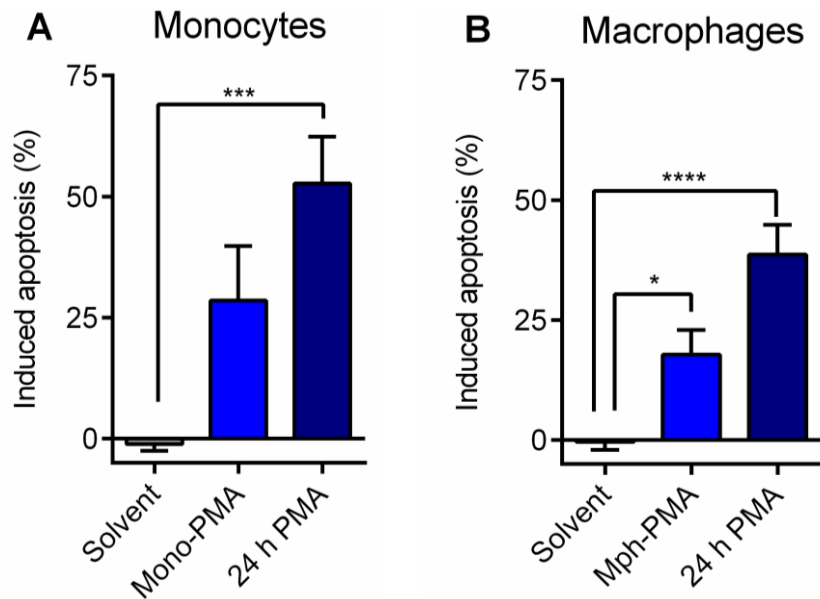 A Monocytes
Induced apoptosis (%)
75
50
25
0
***
Solvent
Mono-PMA
24 h PMA
B Macrophages
Induced apoptosis (%)
75
50
25
0
****
*
Solvent
Mph-PMA
24 h PMA